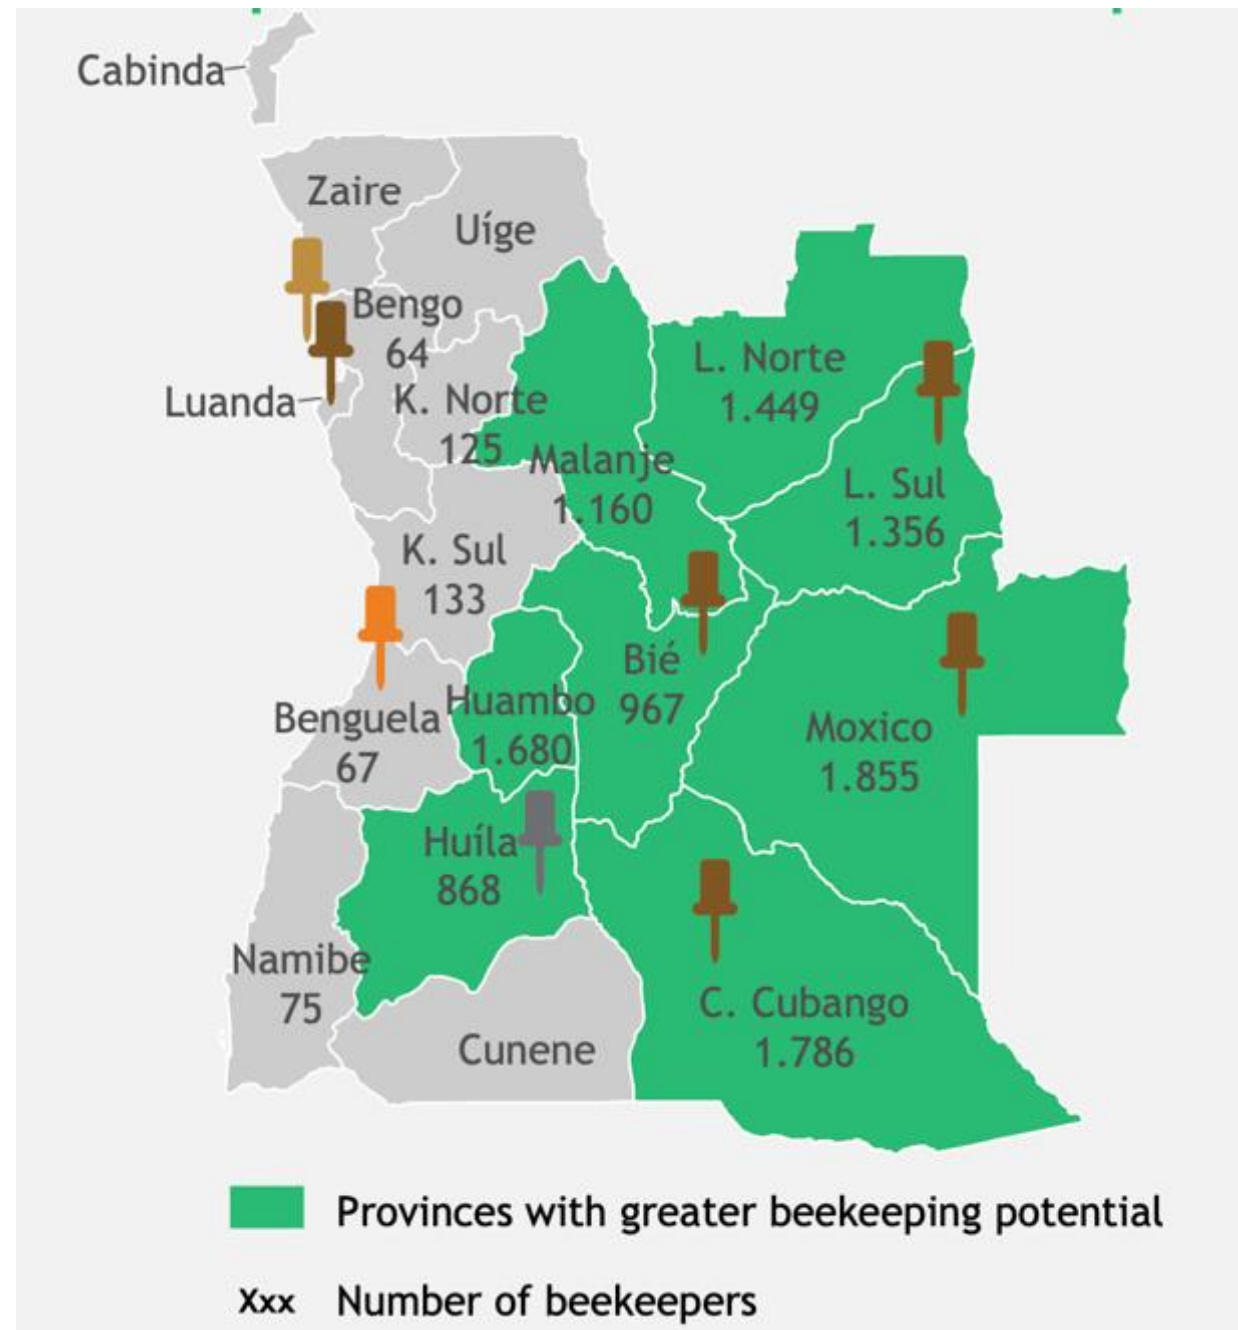 Cabinda
Zaire
Uíge
Bengo
64
L. Norte
1.449
Luanda
K. Norte
125
Malanje
1.160
L. Sul
1.356
K. Sul
133
Bié
967
Huambo
1.680
Benguela
67
Moxico
1.855
Huíla
868
Namibe
75
C. Cubango
1.786
Cunene
Provinces with greater beekeeping potential
Xxx Number of beekeepers